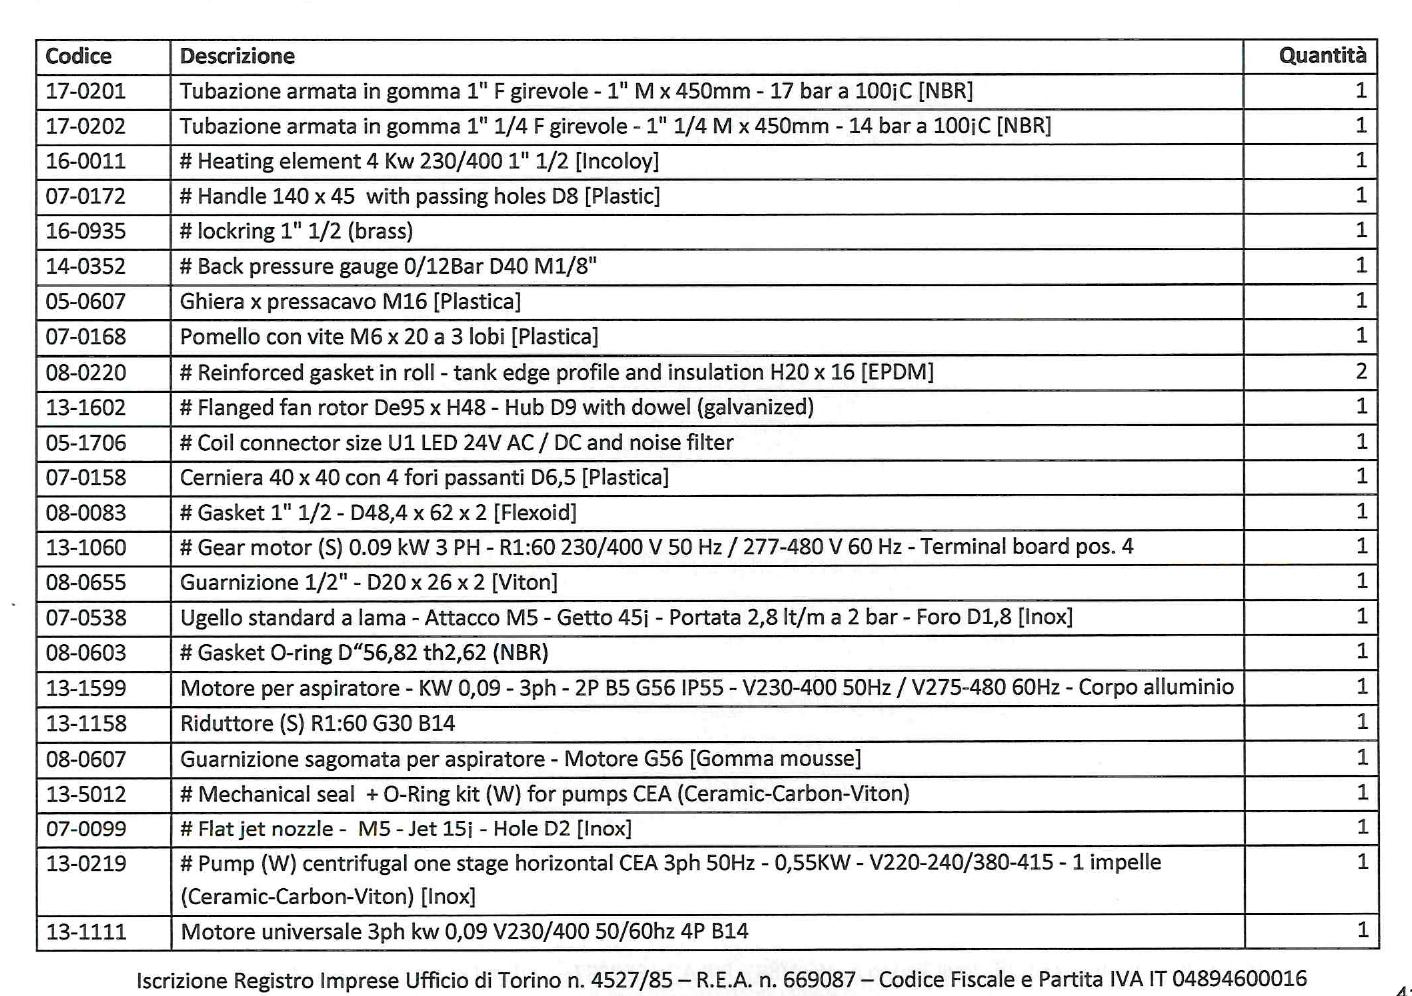 Codice Descrizione Quantità
17-0201 Tubazione armata in gomma 1" F girevole - 1" M x 450mm - 17 bar a 100¡C [NBR] 1
17-0202 Tubazione armata in gomma 1" 1/4 F girevole - 1" 1/4 M x 450mm - 14 bar a 100¡C [NBR] 1
16-0011 # Heating element 4 Kw 230/400 1" 1/2 [Incoloy] 1
07-0172 # Handle 140 x 45 with passing holes D8 [Plastic] 1
16-0935 # lockring 1" 1/2 (brass) 1
14-0352 # Back pressure gauge 0/12Bar D40 M1/8" 1
05-0607 Ghiera x pressacavo M16 [Plastica] 1
07-0168 Pomello con vite M6 x 20 a 3 lobi [Plastica] 1
08-0220 # Reinforced gasket in roll - tank edge profile and insulation H20 x 16 [EPDM] 2
13-1602 # Flanged fan rotor De95 x H48 - Hub D9 with dowel (galvanized) 1
05-1706 # Coil connector size U1 LED 24V AC / DC and noise filter 1
07-0158 Cerniera 40 x 40 con 4 fori passanti D6,5 [Plastica] 1
08-0083 # Gasket 1" 1/2 - D48,4 x 62 x 2 [Flexoid] 1
13-1060 # Gear motor (S) 0.09 kW 3 PH - R1:60 230/400 V 50 Hz / 277-480 V 60 Hz - Terminal board pos. 4 1
08-0655 Guarnizione 1/2" - D20 x 26 x 2 [Viton] 1
07-0538 Ugello standard a lama - Attacco M5 - Getto 45¡ - Portata 2,8 lt/m a 2 bar - Foro D1,8 [Inox] 1
08-0603 # Gasket O-ring D“56,82 th2,62 (NBR) 1
13-1599 Motore per aspiratore - KW 0,09 - 3ph - 2P B5 G56 IP55 - V230-400 50Hz / V275-480 60Hz - Corpo alluminio 1
13-1158 Riduttore (S) R1:60 G30 B14 1
08-0607 Guarnizione sagomata per aspiratore - Motore G56 [Gomma mousse] 1
13-5012 # Mechanical seal + O-Ring kit (W) for pumps CEA (Ceramic-Carbon-Viton) 1
07-0099 # Flat jet nozzle - M5 - Jet 15¡ - Hole D2 [Inox] 1
13-0219 # Pump (W) centrifugal one stage horizontal CEA 3ph 50Hz - 0,55KW - V220-240/380-415 - 1 impelle 1
(Ceramic-Carbon-Viton) [Inox]
13-1111 Motore universale 3ph kw 0,09 V230/400 50/60hz 4P B14 1
Iscrizione Registro Imprese Ufficio di Torino n. 4527/85 – R.E.A. n. 669087 – Codice Fiscale e Partita IVA IT 04894600016